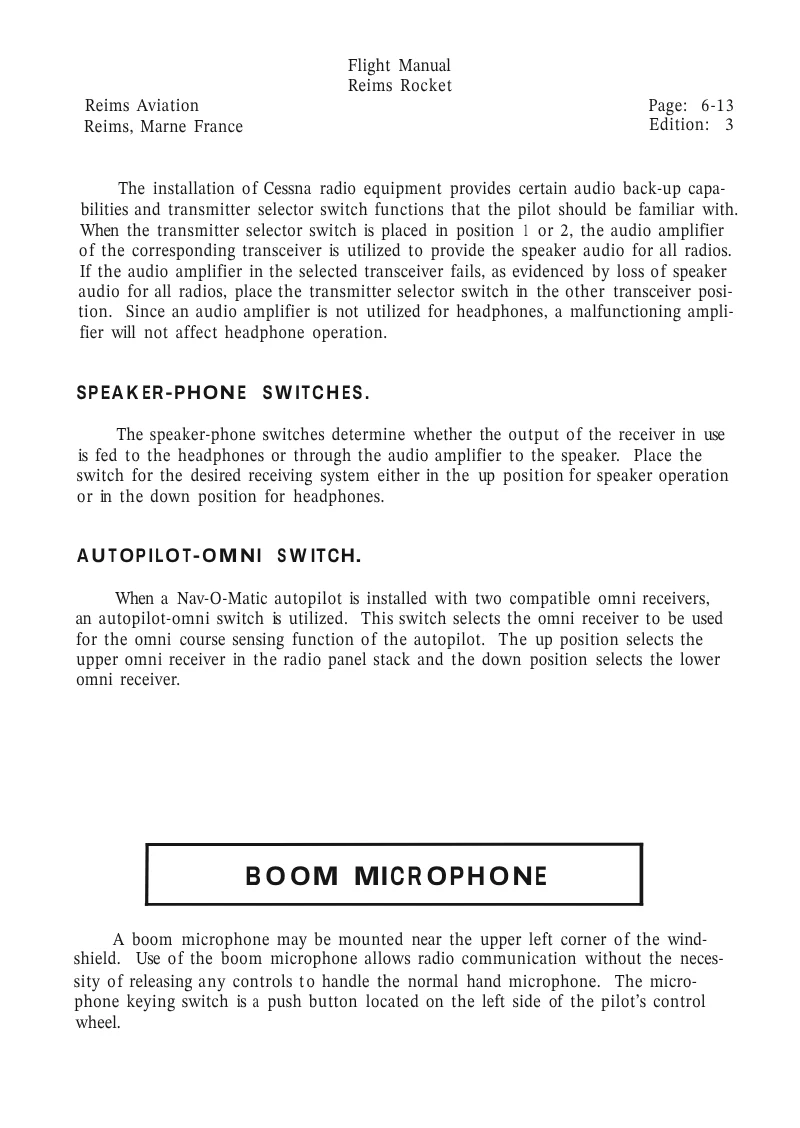 Flight Manual
Reims Rocket
Reims Aviation
Reims, Marne France
Page: 6-13
Edition: 3
The installation of Cessna radio equipment provides certain audio back-up capa-
bilities and transmitter selector switch functions that the pilot should be familiar with.
When the transmitter selector switch is placed in position 1 or 2, the audio amplifier
of the corresponding transceiver is utilized to provide the speaker audio for all radios.
If the audio amplifier in the selected transceiver fails, as evidenced by loss of speaker
audio for all radios, place the transmitter selector switch in the other transceiver posi-
tion. Since an audio amplifier is not utilized for headphones, a malfunctioning ampli-
fier will not affect headphone operation.
SPEAKER-PHONE SWITCHES.
The speaker-phone switches determine whether the output of the receiver in use
is fed to the headphones or through the audio amplifier to the speaker. Place the
switch for the desired receiving system either in the up position for speaker operation
or in the down position for headphones.
AUTOPILOT-OMNI SWITCH.
When a Nav-O-Matic autopilot is installed with two compatible omni receivers,
an autopilot-omni switch is utilized. This switch selects the omni receiver to be used
for the omni course sensing function of the autopilot. The up position selects the
upper omni receiver in the radio panel stack and the down position selects the lower
omni receiver.
BOOM MICROPHONE
A boom microphone may be mounted near the upper left corner of the wind-
shield. Use of the boom microphone allows radio communication without the neces-
sity of releasing any controls to handle the normal hand microphone. The micro-
phone keying switch is a push button located on the left side of the pilot's control
wheel.